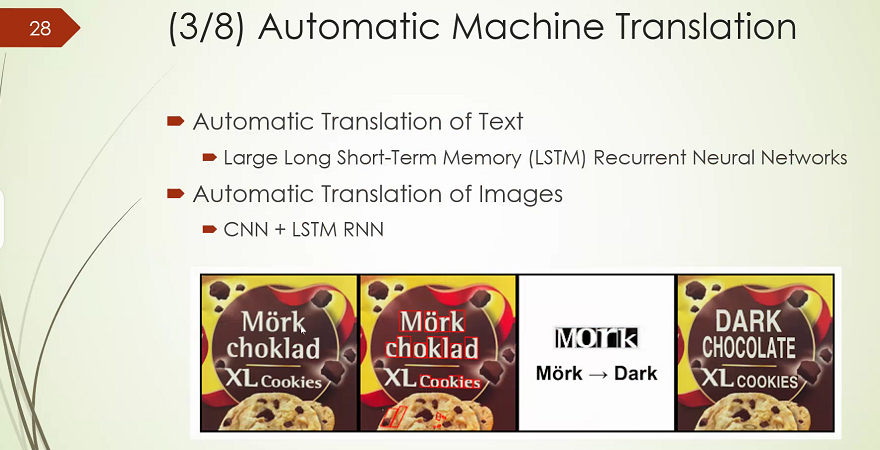 28
(3/8) Automatic Machine Translation
Automatic Translation of Text
Large Long Short-Term Memory (LSTM) Recurrent Neural Networks
Automatic Translation of Images
CNN + LSTM RNN
Mörk
choklad
XL Cookies
Mörk
choklad
XL Cookies
Mörk
Mörk → Dark
DARK
CHOCOLATE
XL COOKIES